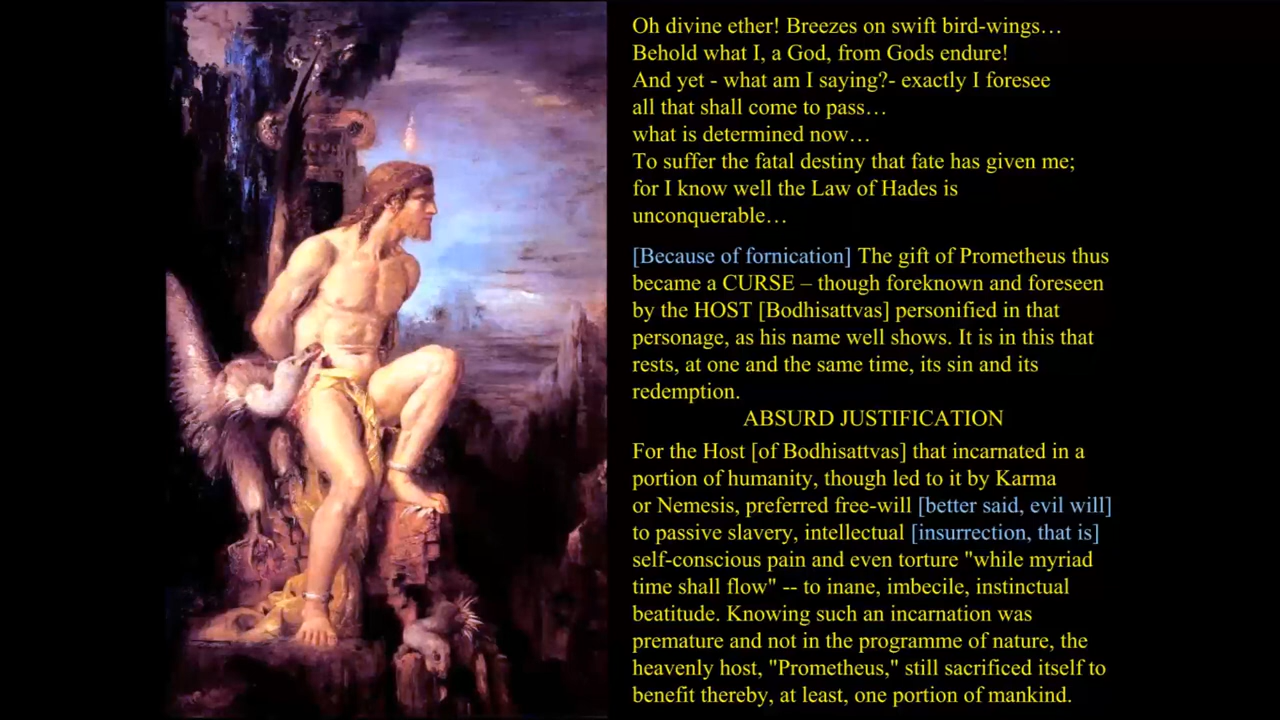 Oh divine ether! Breezes on swift bird-wings…
Behold what I, a God, from Gods endure!
And yet - what am I saying?- exactly I foresee
all that shall come to pass…
what is determined now…
To suffer the fatal destiny that fate has given me;
for I know well the Law of Hades is
unconquerable…
[Because of fornication] The gift of Prometheus thus
became a CURSE – though foreknown and foreseen
by the HOST [Bodhisattvas] personified in that
personage, as his name well shows. It is in this that
rests, at one and the same time, its sin and its
redemption.
ABSURD JUSTIFICATION
For the Host [of Bodhisattvas] that incarnated in a
portion of humanity, though led to it by Karma
or Nemesis, preferred free-will [better said, evil will]
to passive slavery, intellectual [insurrection, that is]
self-conscious pain and even torture "while myriad
time shall flow" -- to inane, imbecile, instinctual
beatitude. Knowing such an incarnation was
premature and not in the programme of nature, the
heavenly host, "Prometheus," still sacrificed itself to
benefit thereby, at least, one portion of mankind.